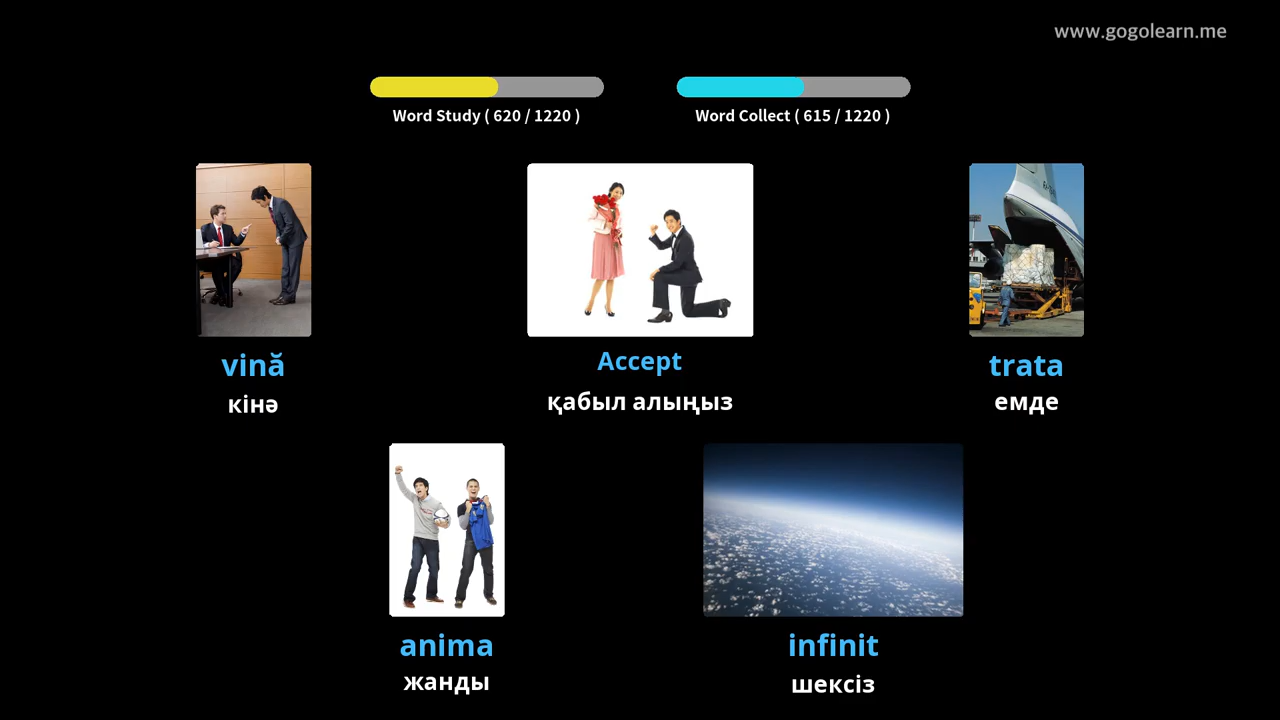 www.gogolearn.me
Word Study ( 620 / 1220 )
Word Collect ( 615 / 1220 )
vină
кінә
Accept
қабыл алыңыз
trata
емде
anima
жанды
infinit
шексіз